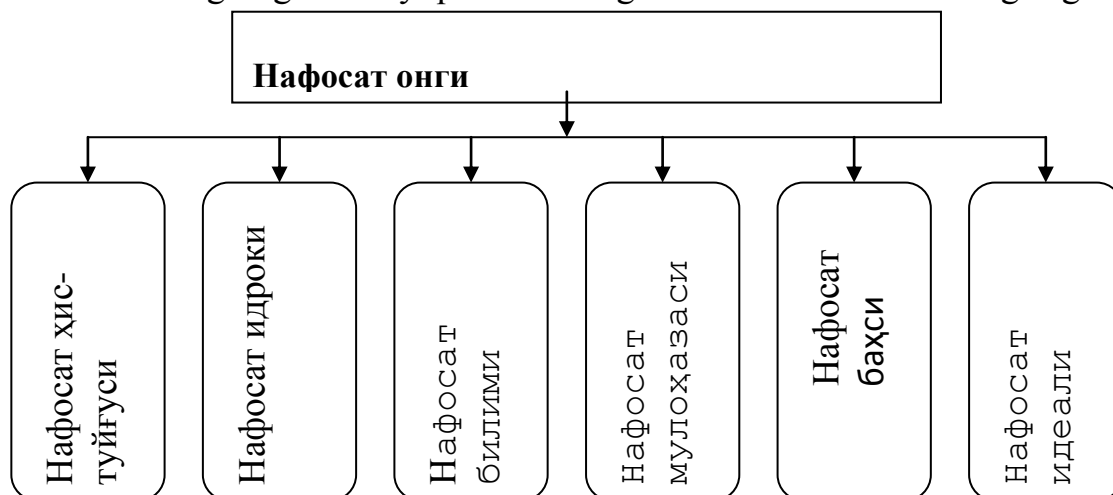 Нафосат онги
Нафосат ҳис-
туйғуси
Нафосат идроки
Нафосат
билими
Нафосат
мулоҳазаси
Нафосат
баҳси
Нафосат
идеали